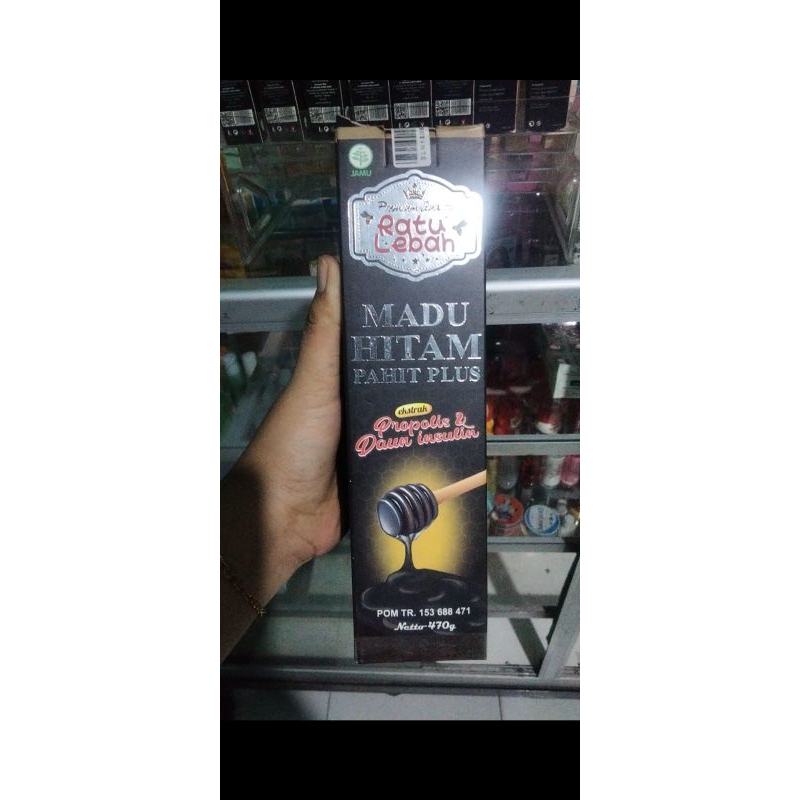 JAMU
Ratu
Lebah
MADU
HITAM
PAHIT PLUS
ekstrak
Propolis &
Daun insulin
POM TR. 153 688 471
Netto 470g